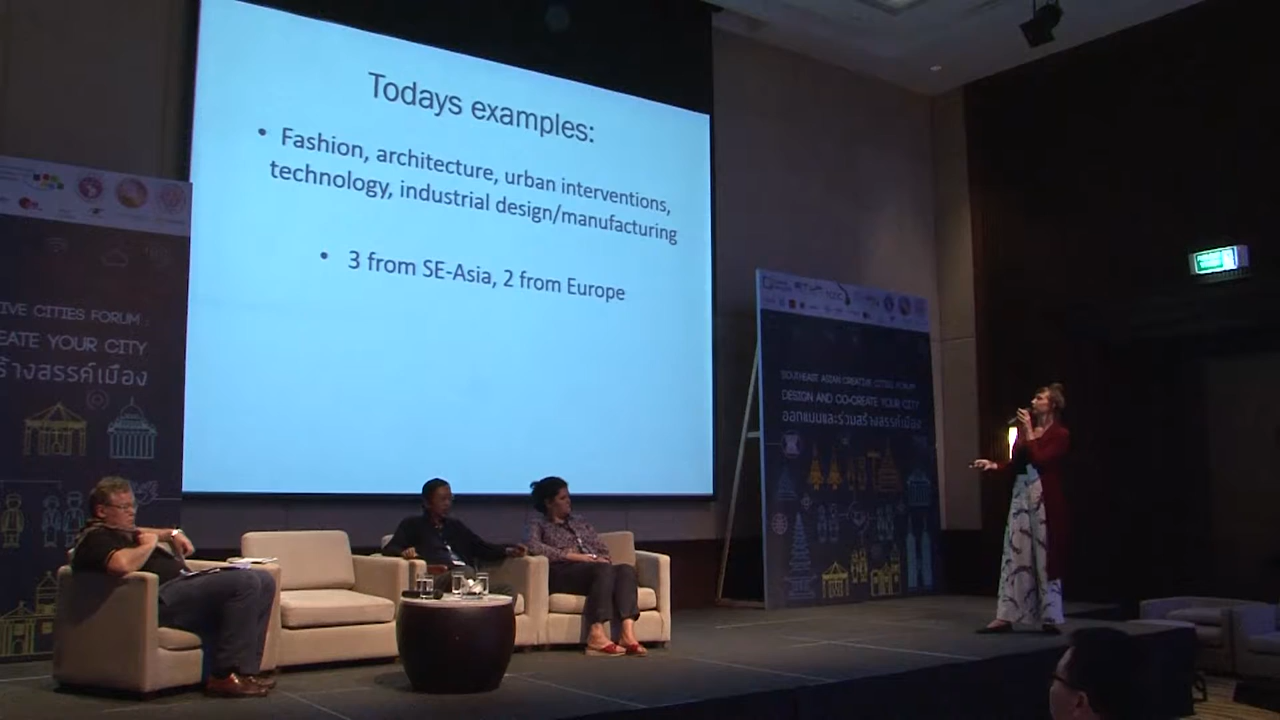 Todays examples:
• Fashion, architecture, urban interventions,
technology, industrial design/manufacturing
• 3 from SE-Asia, 2 from Europe
IVE CITIES FORUM :
EATE YOUR CITY
ร้างสรรค์เมือง
SOUTHEAST ASIAN CREATIVE CITIES FORUM :
DESIGN AND CO-CREATE YOUR CITY
ออกแบบและร่วมสร้างสรรค์เมือง